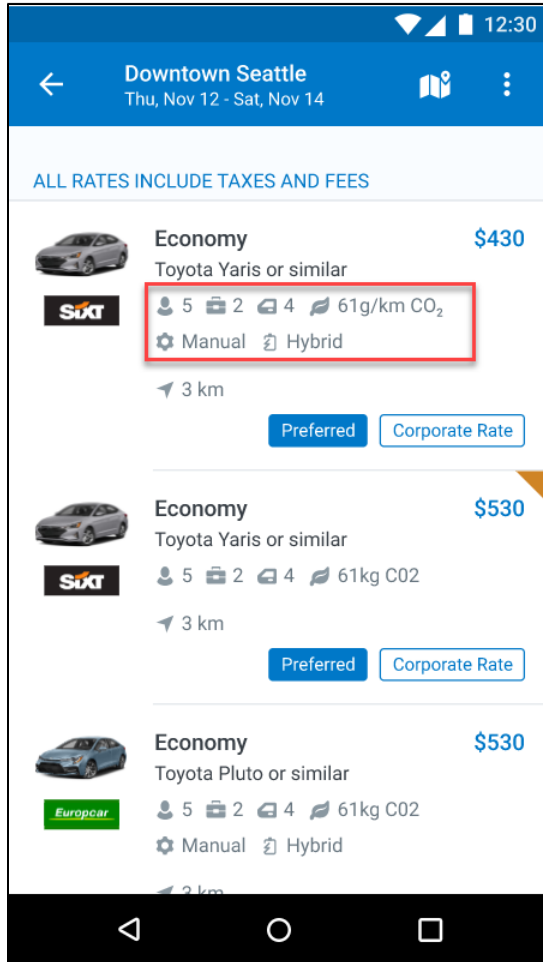 12:30
Downtown Seattle
Thu, Nov 12 - Sat, Nov 14
ALL RATES INCLUDE TAXES AND FEES
Economy $430
Toyota Yaris or similar
SIXT 5 2 4 61g/km CO₂
Manual Hybrid
3 km
Preferred Corporate Rate
Economy $530
Toyota Yaris or similar
SIXT 5 2 4 61kg C02
3 km
Preferred Corporate Rate
Economy $530
Toyota Pluto or similar
Europcar 5 2 4 61kg C02
Manual Hybrid
3 km